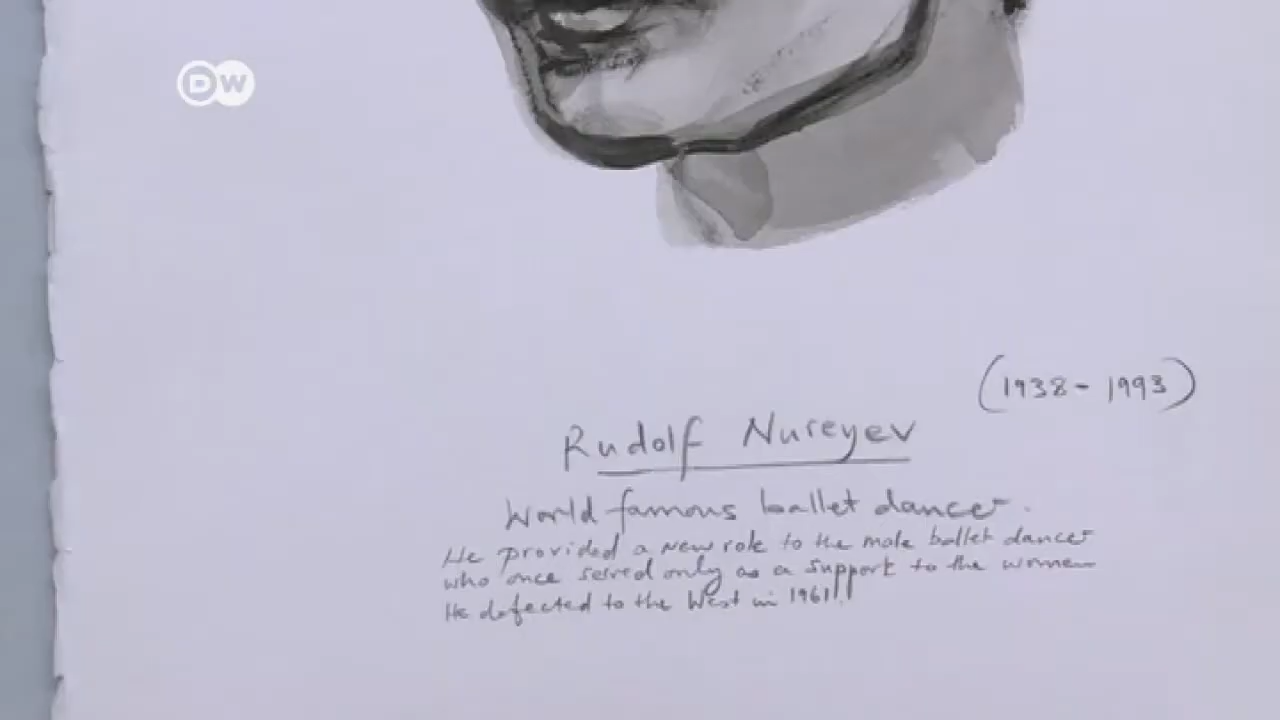 DW
(1938 - 1993)
Rudolf Nureyev
World famous ballet dancer.
He provided a new role to the male ballet dancer
who once served only as a support to the women
He defected to the West in 1961!!